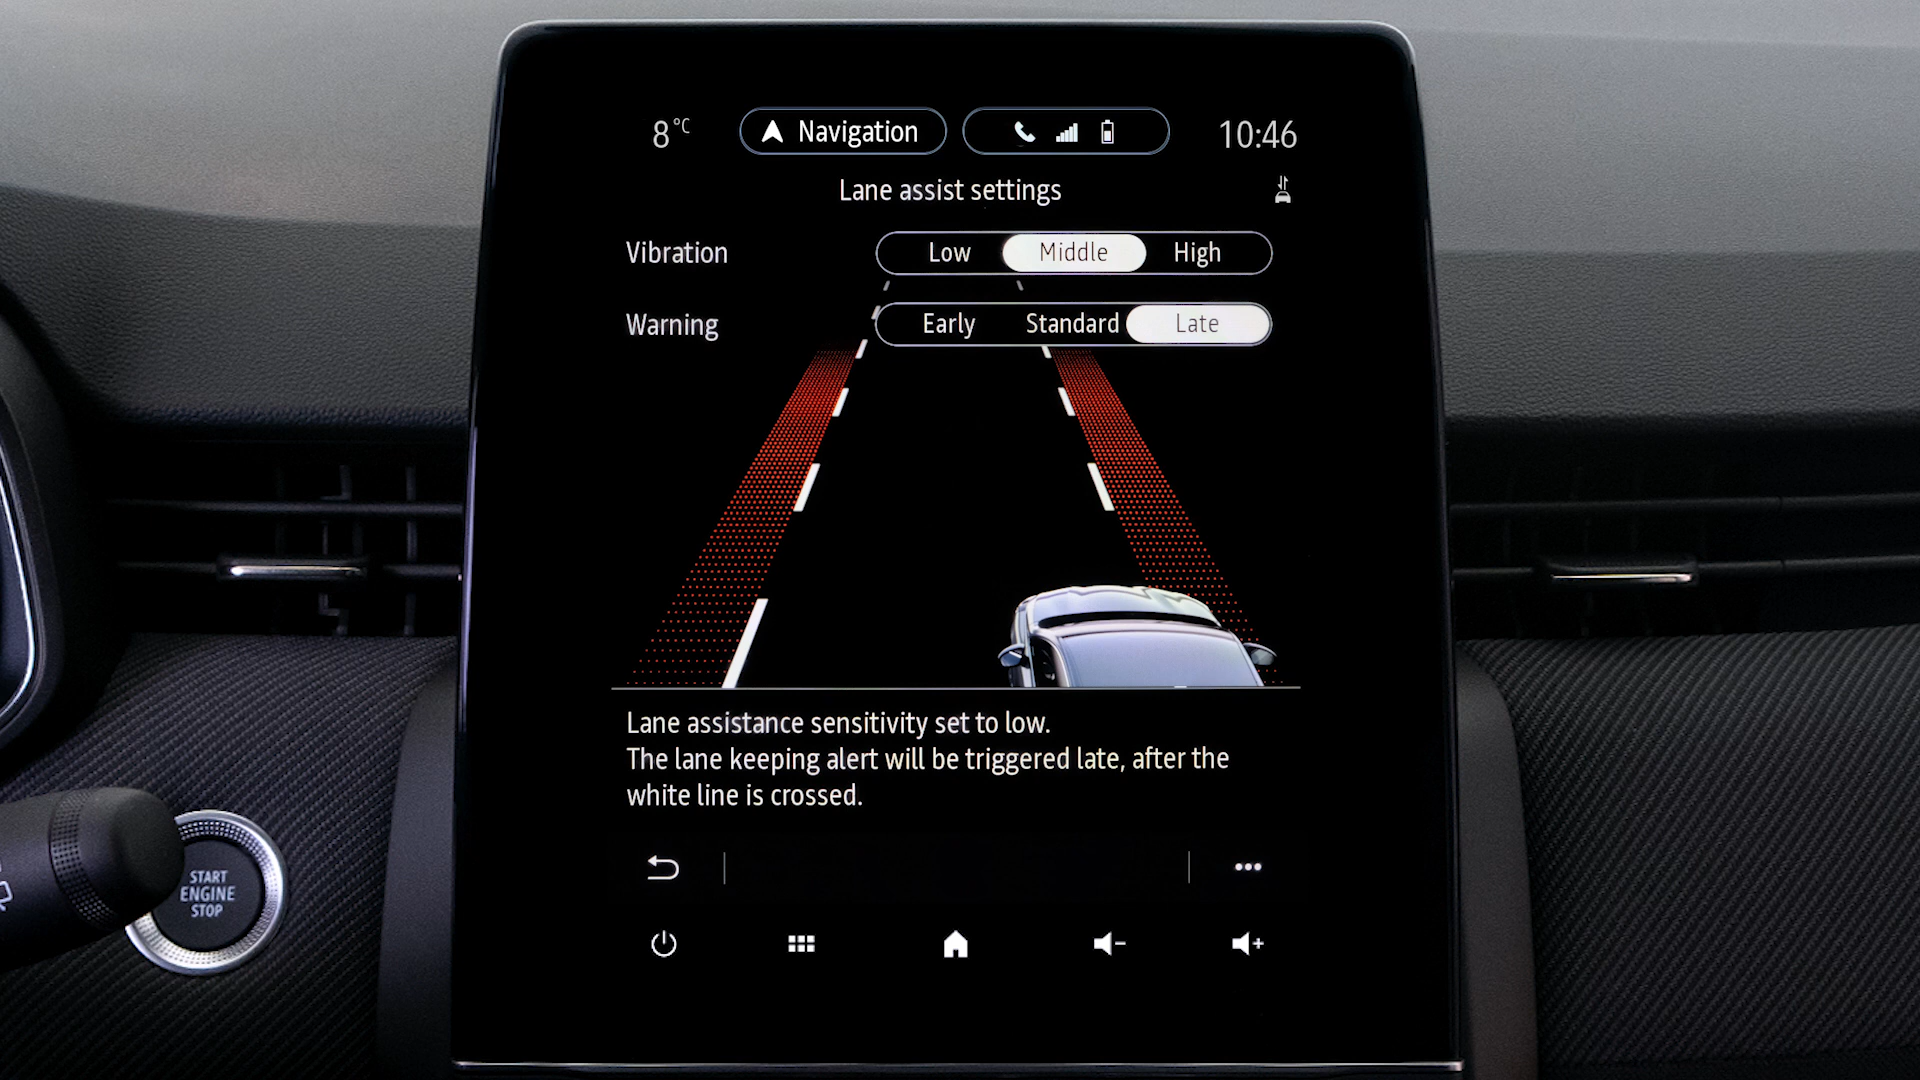 8°C
Navigation
10:46
Lane assist settings
Vibration
Low Middle High
Warning
Early Standard Late
Lane assistance sensitivity set to low.
The lane keeping alert will be triggered late, after the
white line is crossed.
START
ENGINE
STOP